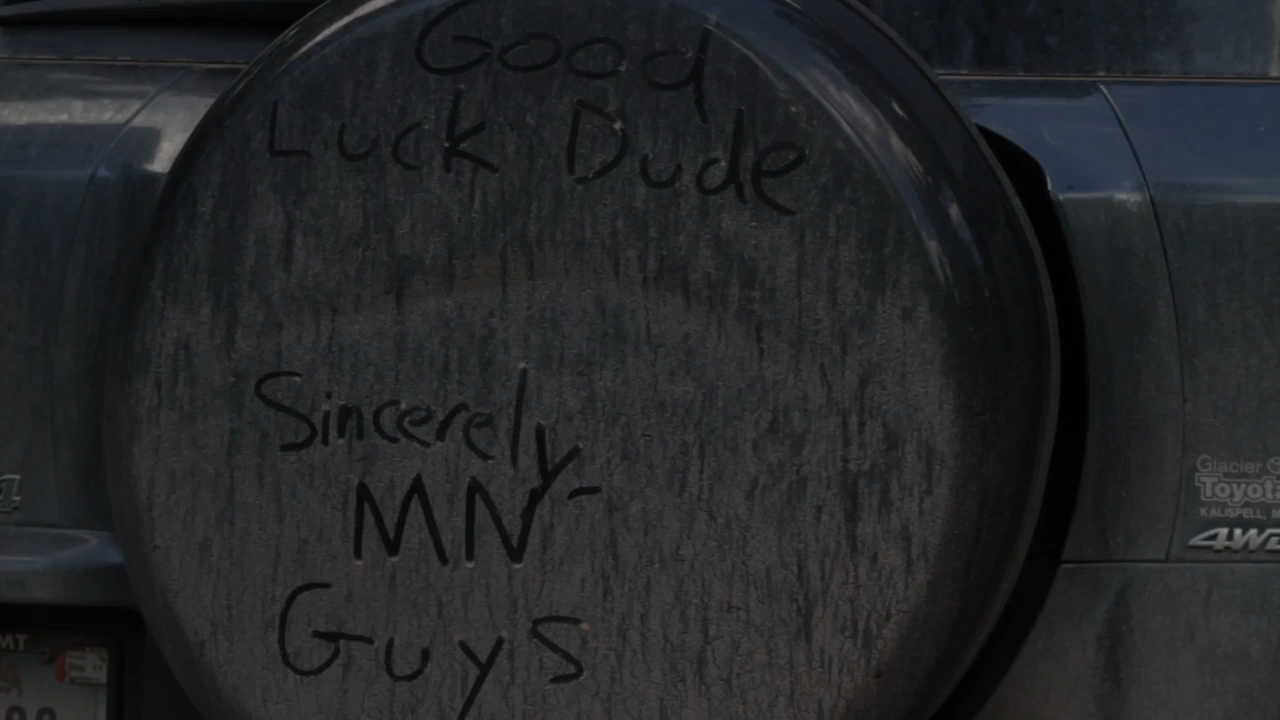 Good
Luck Dude
Sincerely-
MN
Guys
Glacier
Toyota
KALISPELL, M
4WD
MT